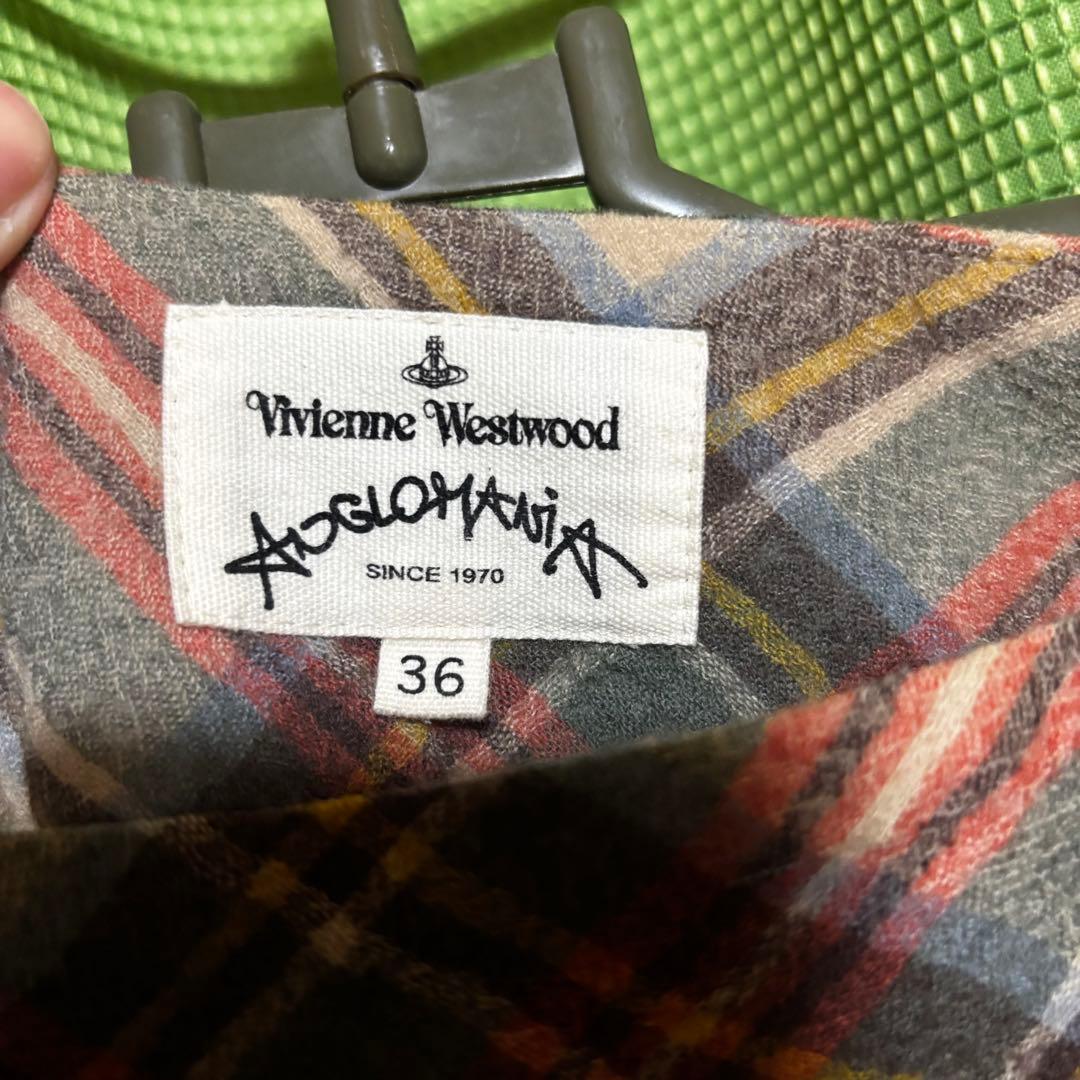 Vivienne Westwood
ANGLOMANiA
SINCE 1970
36